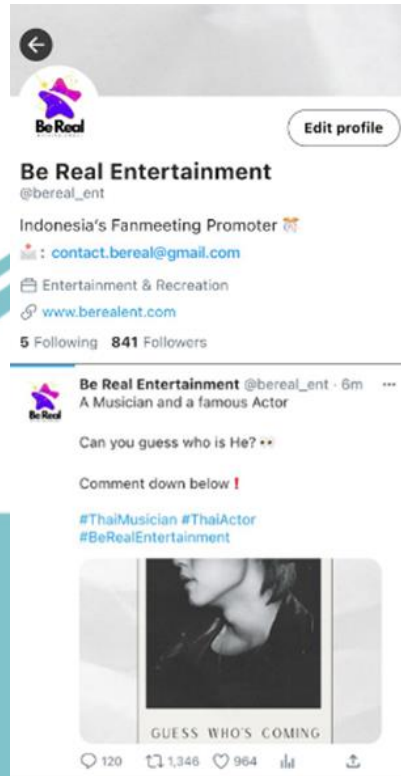 Be Real
Edit profile
Be Real Entertainment
@bereal_ent
Indonesia's Fanmeeting Promoter
: contact.bereal@gmail.com
Entertainment & Recreation
www.berealent.com
5 Following 841 Followers
Be Real Entertainment @bereal_ent · 6m
A Musician and a famous Actor
Can you guess who is He?
Comment down below❗
#ThaiMusician #ThaiActor
#BeRealEntertainment
Be Real
GUESS WHO'S COMING
120 1,346 964